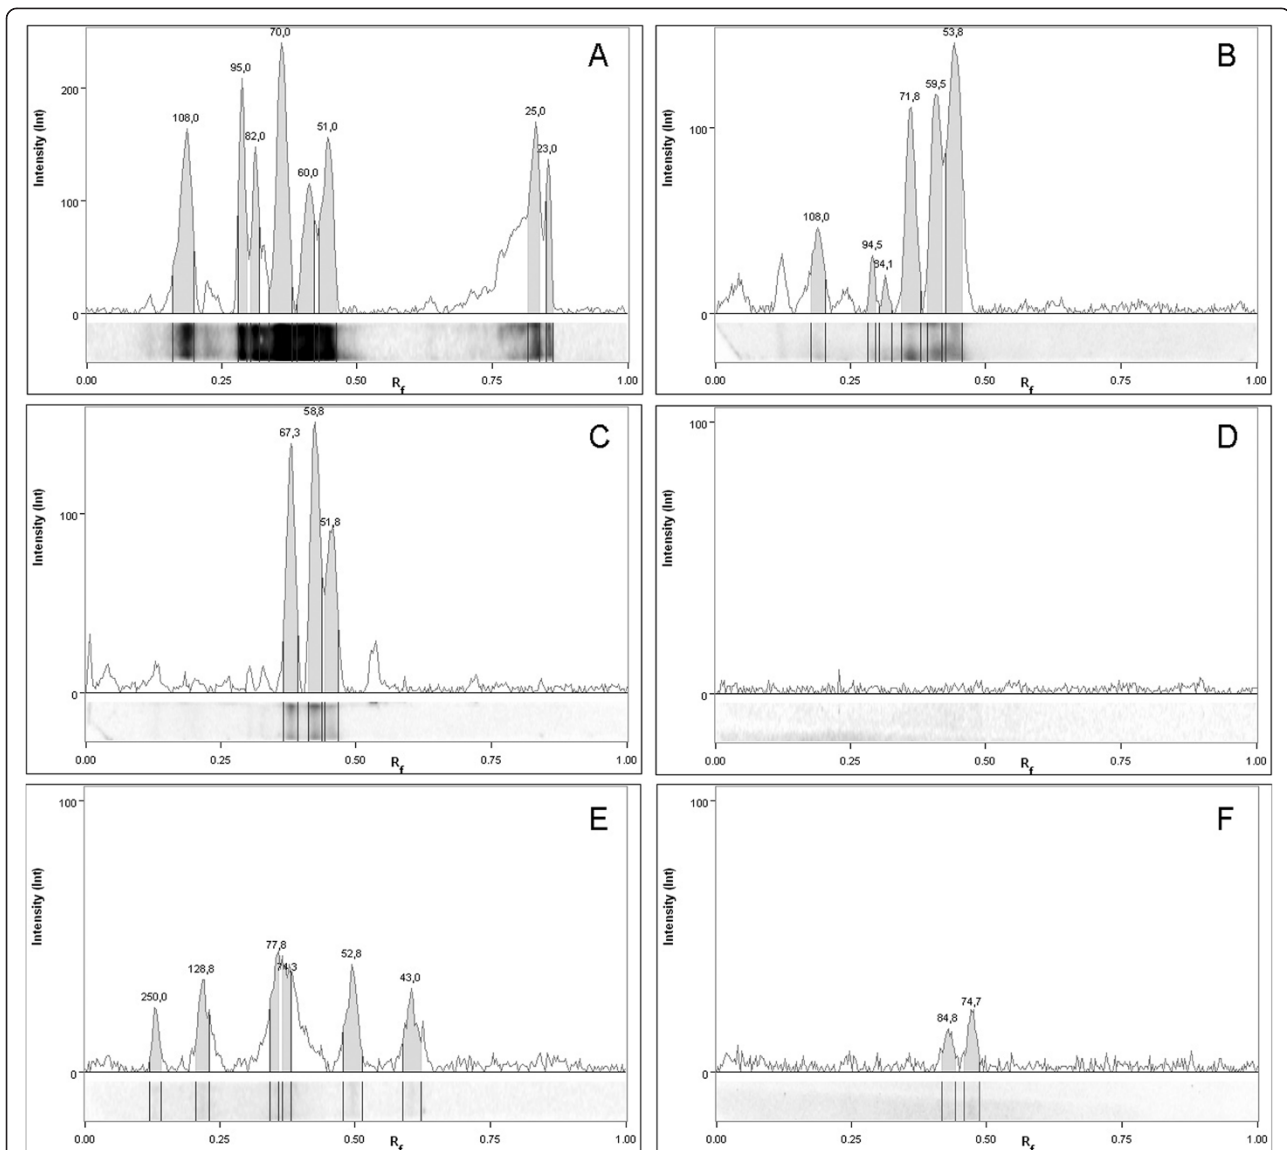 A
70,0
95,0
108,0
82,0
60,0
51,0
25,0
23,0
Intensity (Int)
200
100
0
0.00 0.25 0.50 0.75 1.00
Rf
B
53,8
59,5
71,8
108,0
94,5
84,1
Intensity (Int)
100
0
0.00 0.25 0.50 0.75 1.00
Rf
C
58,8
67,3
51,8
Intensity (Int)
100
0
0.00 0.25 0.50 0.75 1.00
Rf
D
Intensity (Int)
100
0
0.00 0.25 0.50 0.75 1.00
Rf
E
77,8
74,3
128,8
250,0
52,8
43,0
Intensity (Int)
100
0
0.00 0.25 0.50 0.75 1.00
Rf
F
74,7
84,8
Intensity (Int)
100
0
0.00 0.25 0.50 0.75 1.00
Rf